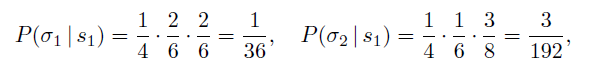 P(σ₁ | s₁) = 1/4 · 2/6 · 2/6 = 1/36, P(σ₂ | s₁) = 1/4 · 1/6 · 3/8 = 3/192,